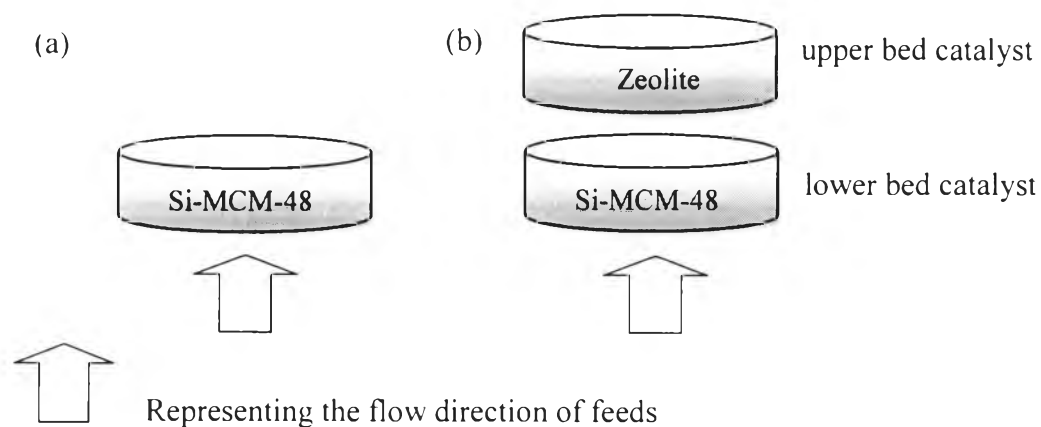 (a)
(b)
Zeolite
upper bed catalyst
Si-MCM-48
Si-MCM-48
lower bed catalyst
Representing the flow direction of feeds